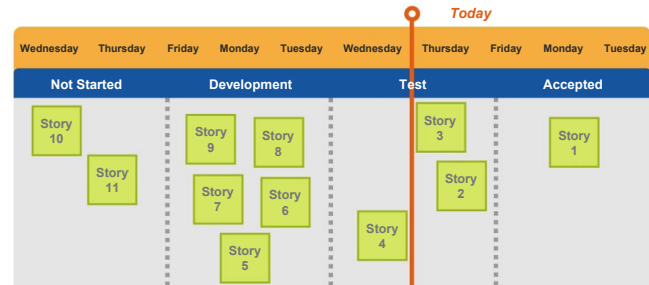 Today
Wednesday Thursday Friday Monday Tuesday Wednesday Thursday Friday Monday Tuesday
Not Started Development Test Accepted
Story
10
Story
11
Story
9
Story
8
Story
7
Story
6
Story
5
Story
4
Story
3
Story
2
Story
1